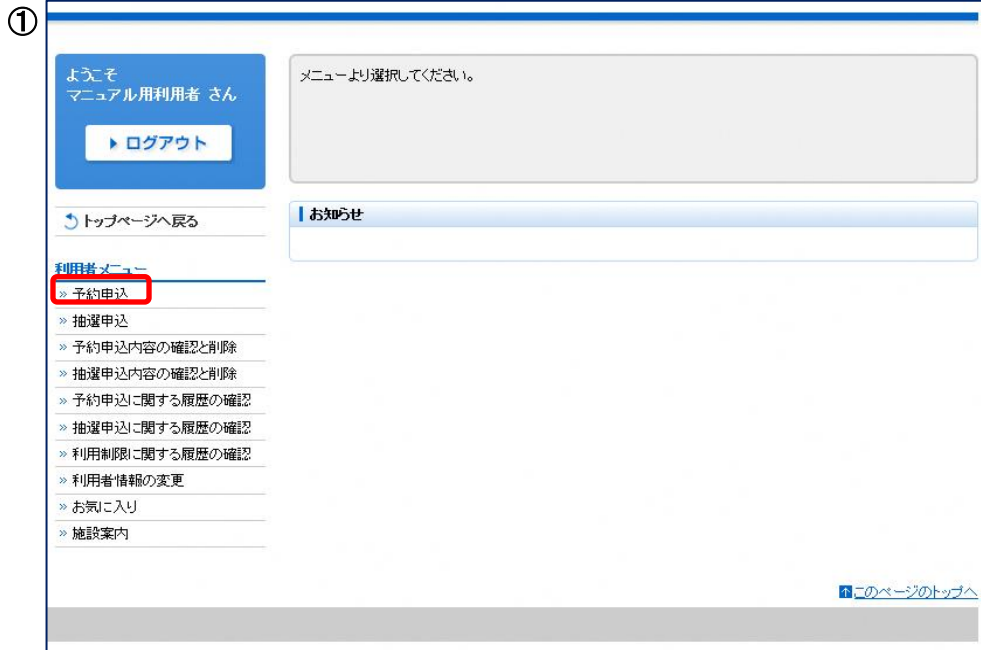 ①
ようこそ
マニュアル用利用者 さん
ログアウト
メニューより選択してください。
トップページへ戻る
お知らせ
利用者メニュー
» 予約申込
» 抽選申込
» 予約申込内容の確認と削除
» 抽選申込内容の確認と削除
» 予約申込に関する履歴の確認
» 抽選申込に関する履歴の確認
» 利用制限に関する履歴の確認
» 利用者情報の変更
» お気に入り
» 施設案内
このページのトップへ